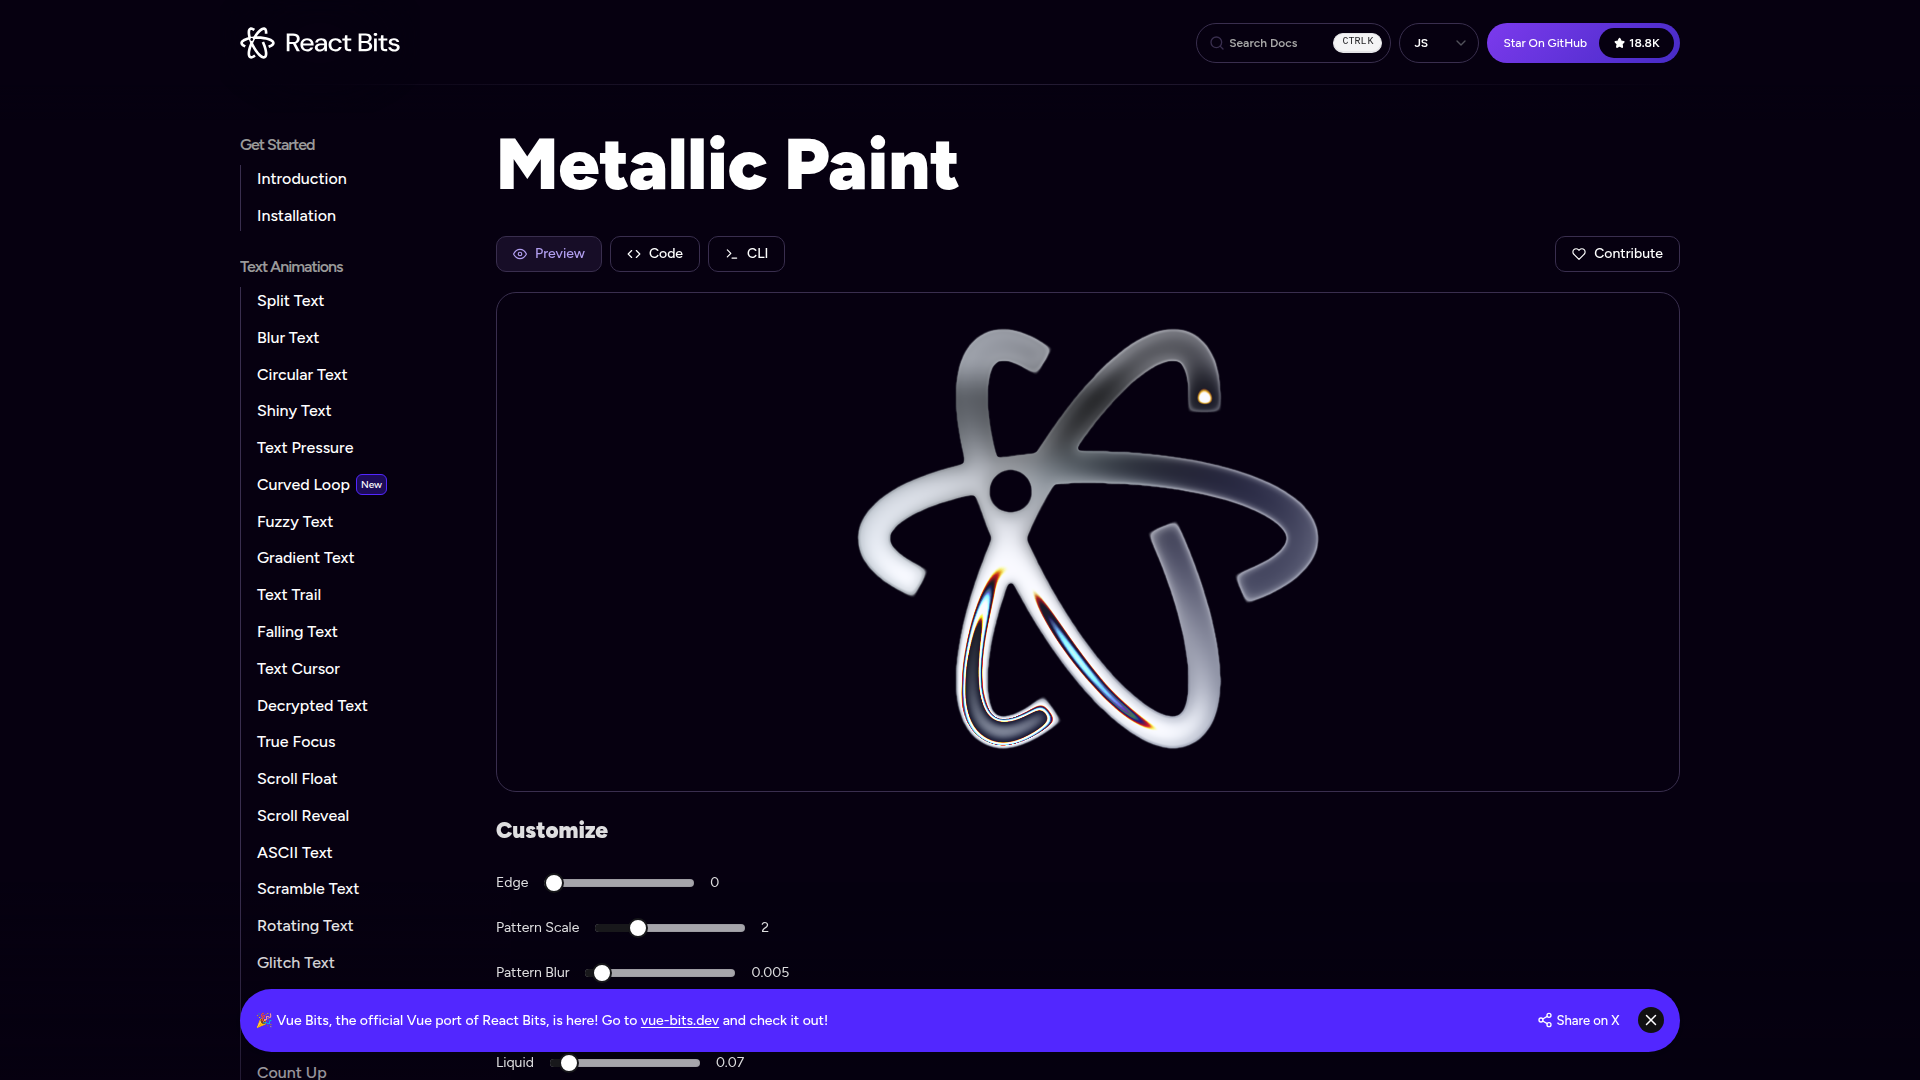 React Bits
Search Docs
CTRL K
JS
Star On GitHub
18.8K
Get Started
Introduction
Installation
Text Animations
Split Text
Blur Text
Circular Text
Shiny Text
Text Pressure
Curved Loop New
Fuzzy Text
Gradient Text
Text Trail
Falling Text
Text Cursor
Decrypted Text
True Focus
Scroll Float
Scroll Reveal
ASCII Text
Scramble Text
Rotating Text
Glitch Text
Count Up
Metallic Paint
Preview
Code
CLI
Contribute
Customize
Edge 0
Pattern Scale 2
Pattern Blur 0.005
🎉 Vue Bits, the official Vue port of React Bits, is here! Go to vue-bits.dev and check it out!
Share on X
Liquid 0.07